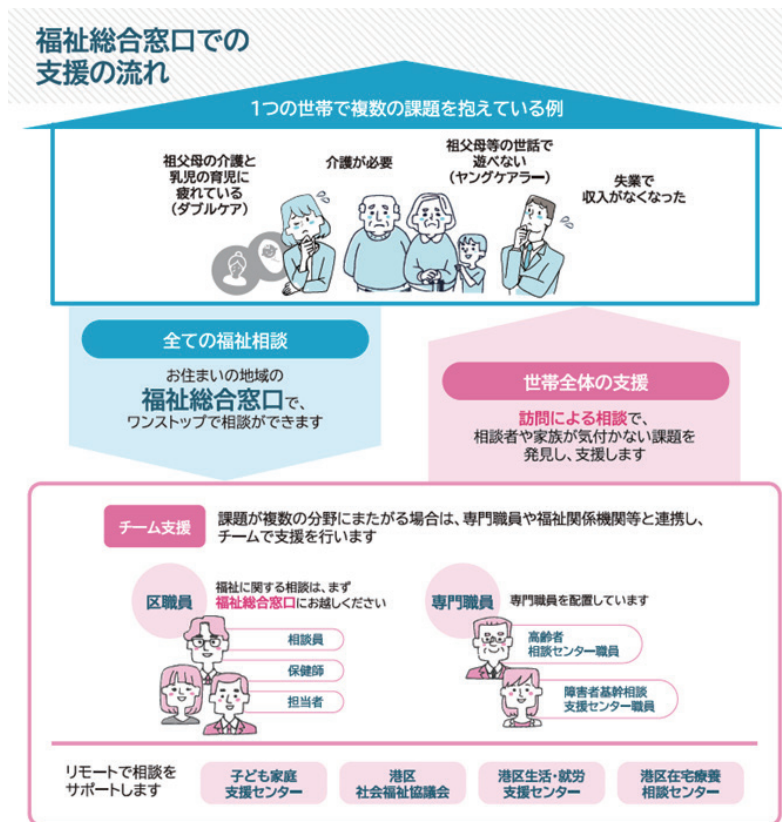 福祉総合窓口での
支援の流れ
1つの世帯で複数の課題を抱えている例
祖父母の介護と
乳児の育児に
疲れている
(ダブルケア)
介護が必要
祖父母等の世話で
遊べない
(ヤングケアラー)
失業で
収入がなくなった
全ての福祉相談
お住まいの地域の
福祉総合窓口で、
ワンストップで相談ができます
世帯全体の支援
訪問による相談で、
相談者や家族が気付かない課題を
発見し、支援します
チーム支援
課題が複数の分野にまたがる場合は、専門職員や福祉関係機関等と連携し、
チームで支援を行います
区職員
福祉に関する相談は、まず
福祉総合窓口にお越しください
相談員
保健師
担当者
専門職員
専門職員を配置しています
高齢者
相談センター職員
障害者基幹相談
支援センター職員
リモートで相談を
サポートします
子ども家庭
支援センター
港区
社会福祉協議会
港区生活・就労
支援センター
港区在宅療養
相談センター